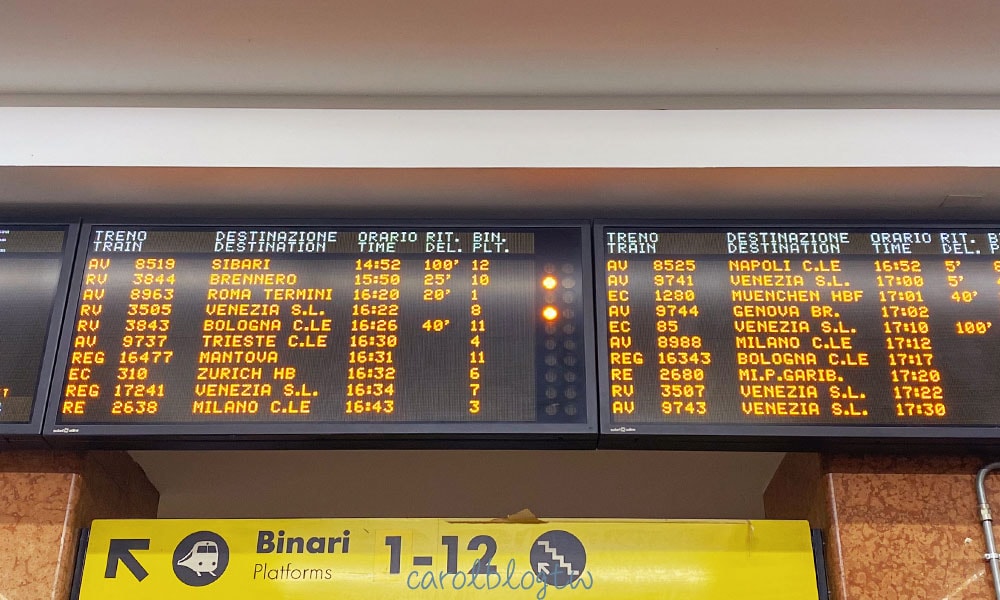 TRENO DESTINAZIONE ORARIO RIT. BIN.
TRAIN DESTINATION TIME DEL. PLT.
AV 8519 SIBARI 14:52 100' 12
RV 3844 BRENNERO 15:50 25' 10
AV 8963 ROMA TERMINI 16:20 20' 1
RV 3505 VENEZIA S.L. 16:22 8
RV 3843 BOLOGNA C.LE 16:26 40' 11
AV 9737 TRIESTE C.LE 16:30 4
REG 16477 MANTOVA 16:31 11
EC 310 ZURICH HB 16:32 6
REG 17241 VENEZIA S.L. 16:34 7
RE 2638 MILANO C.LE 16:43 3
TRENO DESTINAZIONE ORARIO RIT. BIN
TRAIN DESTINATION TIME DEL. PL
AV 8525 NAPOLI C.LE 16:52 5'
AV 9741 VENEZIA S.L. 17:00 5'
EC 1280 MUENCHEN HBF 17:01 40'
AV 9744 GENOVA BR. 17:02
EC 85 VENEZIA S.L. 17:10 100'
AV 8988 MILANO C.LE 17:12
REG 16343 BOLOGNA C.LE 17:17
RE 2680 MI.P.GARIB. 17:20
RV 3507 VENEZIA S.L. 17:22
AV 9743 VENEZIA S.L. 17:30
Binari 1-12
Platforms
carolblogtw